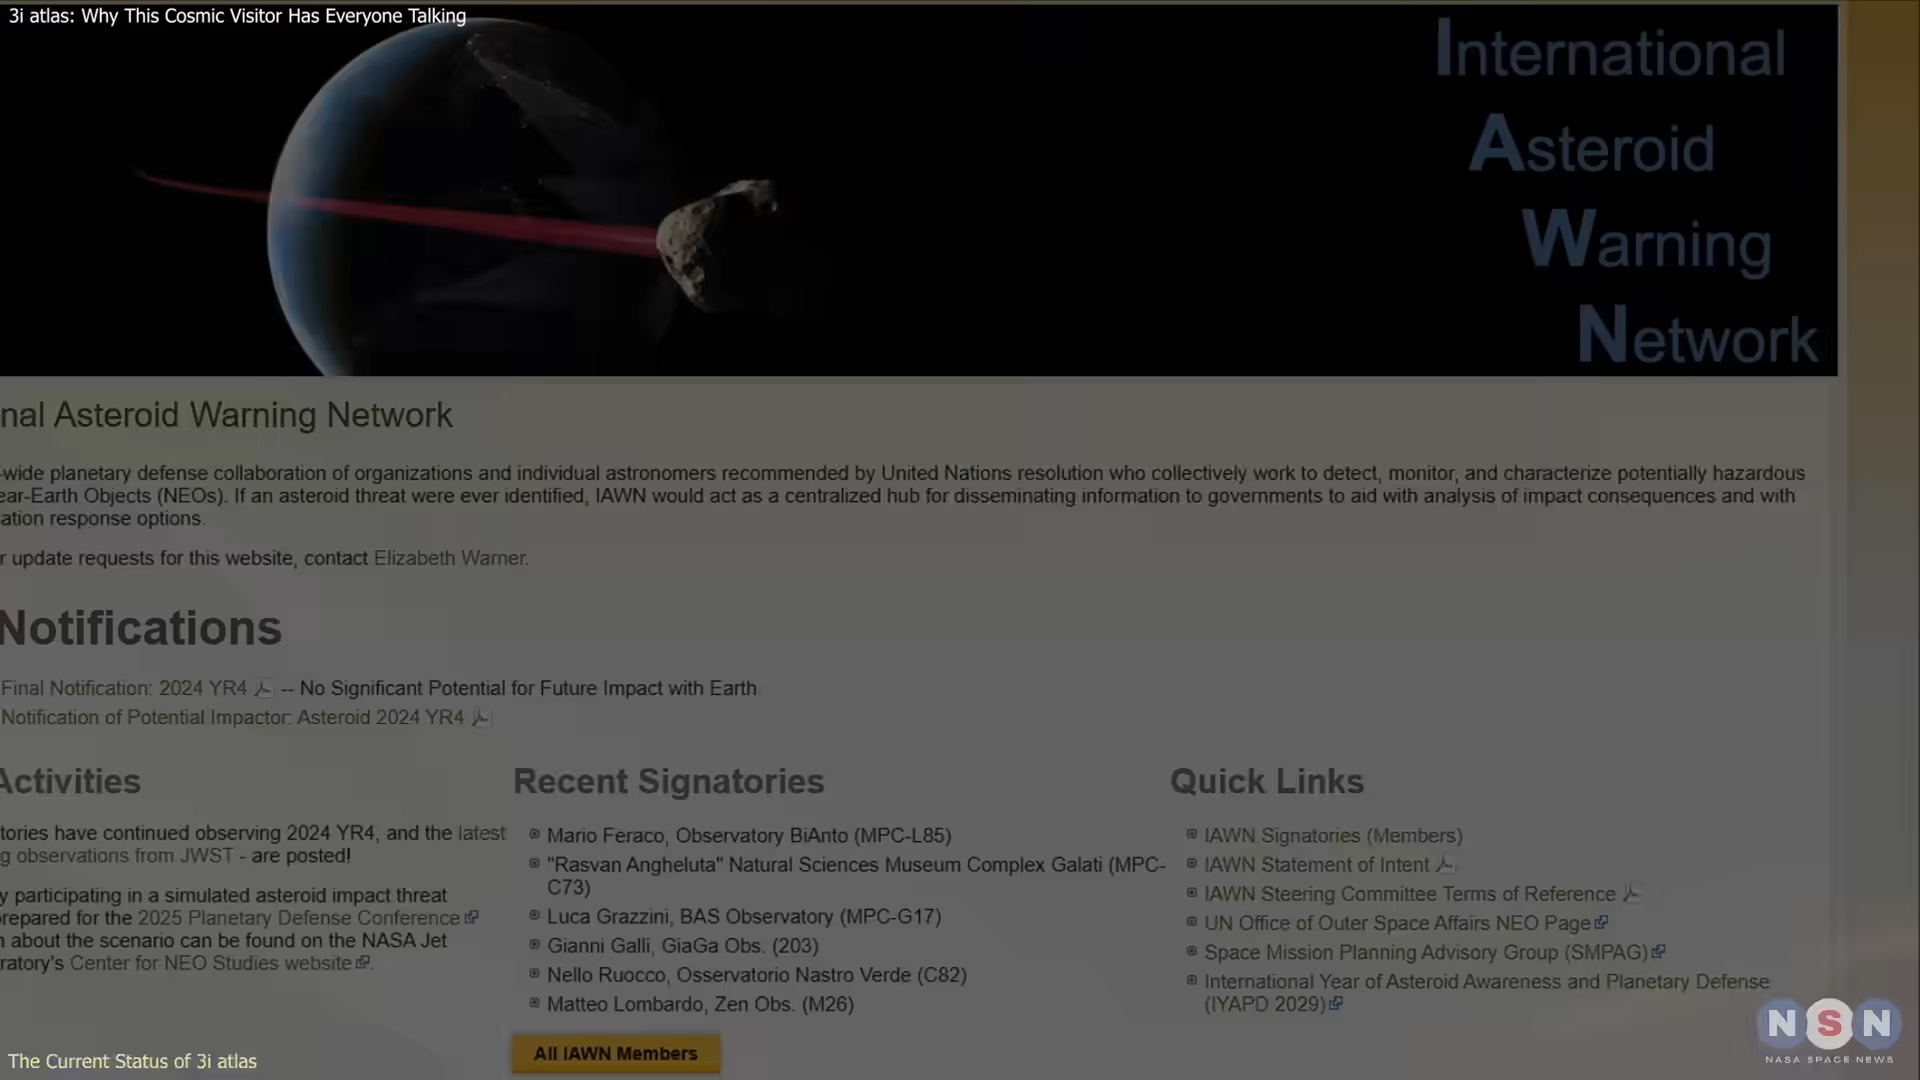 3i atlas: Why This Cosmic Visitor Has Everyone Talking
International
Asteroid
Warning
Network
nal Asteroid Warning Network
-wide planetary defense collaboration of organizations and individual astronomers recommended by United Nations resolution who collectively work to detect, monitor, and characterize potentially hazardous
ear-Earth Objects (NEOs). If an asteroid threat were ever identified, IAWN would act as a centralized hub for disseminating information to governments to aid with analysis of impact consequences and with
ation response options.
r update requests for this website, contact Elizabeth Warner.
Notifications
Final Notification: 2024 YR4 -- No Significant Potential for Future Impact with Earth
Notification of Potential Impactor: Asteroid 2024 YR4
Activities
tories have continued observing 2024 YR4, and the latest
g observations from JWST - are posted!
y participating in a simulated asteroid impact threat
prepared for the 2025 Planetary Defense Conference
n about the scenario can be found on the NASA Jet
ratory's Center for NEO Studies website.
Recent Signatories
Mario Feraco, Observatory BiAnto (MPC-L85)
"Rasvan Angheluta" Natural Sciences Museum Complex Galati (MPC-
C73)
Luca Grazzini, BAS Observatory (MPC-G17)
Gianni Galli, GiaGa Obs. (203)
Nello Ruocco, Osservatorio Nastro Verde (C82)
Matteo Lombardo, Zen Obs. (M26)
All IAWN Members
Quick Links
IAWN Signatories (Members)
IAWN Statement of Intent
IAWN Steering Committee Terms of Reference
UN Office of Outer Space Affairs NEO Page
Space Mission Planning Advisory Group (SMPAG)
International Year of Asteroid Awareness and Planetary Defense
(IYAPD 2029)
NSN
NASA SPACE NEWS
The Current Status of 3i atlas